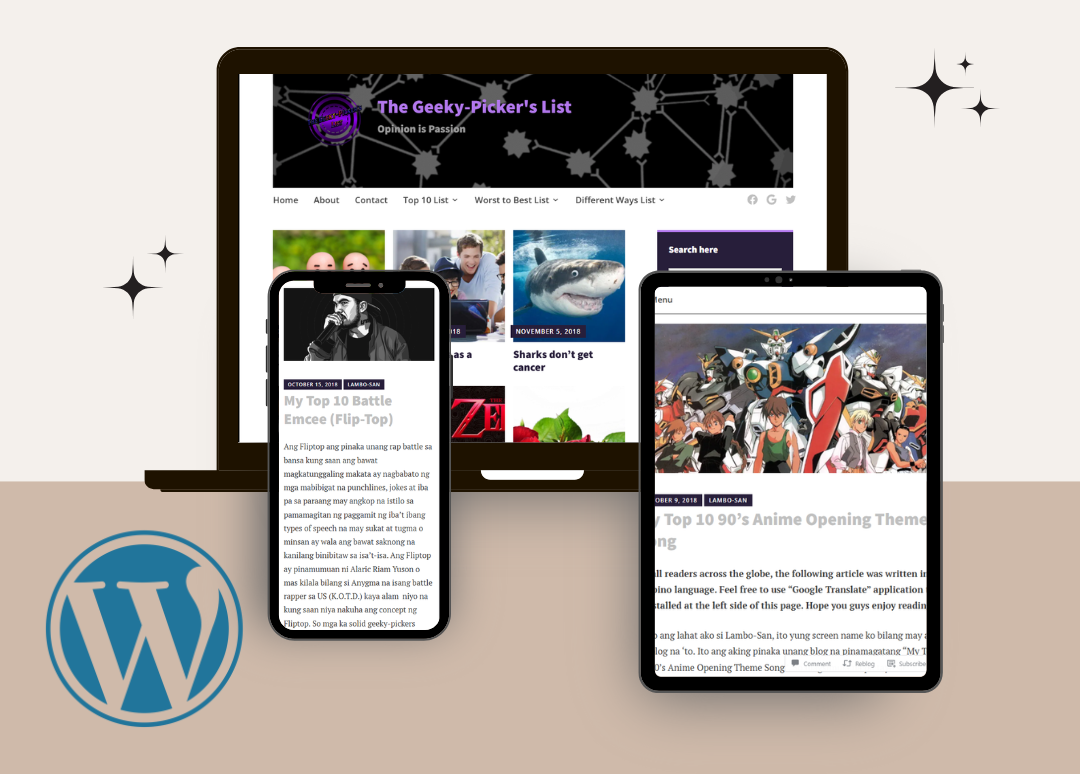 The Geeky-Picker's List
Opinion is Passion
Home About Contact Top 10 List Worst to Best List Different Ways List
Search here
018
NOVEMBER 5, 2018
as a
Sharks don't get
cancer
THE
ZE
OCTOBER 15, 2018 LAMBO-SAN
My Top 10 Battle
Emcee (Flip-Top)
Ang Fliptop ang pinaka unang rap battle sa
bansa kung saan ang bawat
magkatunggaling makata ay nagbabato ng
mga mabibigat na punchlines, jokes at iba
pa sa paraang may angkop na istilo sa
pamamagitan ng paggamit ng iba't ibang
types of speech na may sukat at tugma o
minsan ay wala ang bawat saknong na
kanilang binibitaw sa isa't-isa. Ang Fliptop
ay pinamumuan ni Alaric Riam Yuson o
mas kilala bilang si Anygma na isang battle
rapper sa US (K.O.T.D.) kaya alam niyo na
kung saan niya nakuha ang concept ng
Fliptop. So mga ka solid geeky-pickers
Menu
OBER 9, 2018 LAMBO-SAN
y Top 10 90's Anime Opening Theme
ong
all readers across the globe, the following article was written in
pino language. Feel free to use "Google Translate" application
stalled at the left side of this page. Hope you guys enjoy readin
o ang lahat ako si Lambo-San, ito yung screen name ko bilang may a
log na 'to. Ito ang aking pinaka unang blog na pinamagatang "My T
0's Anime Opening Theme Song
Comment Reblog Subscribe
W